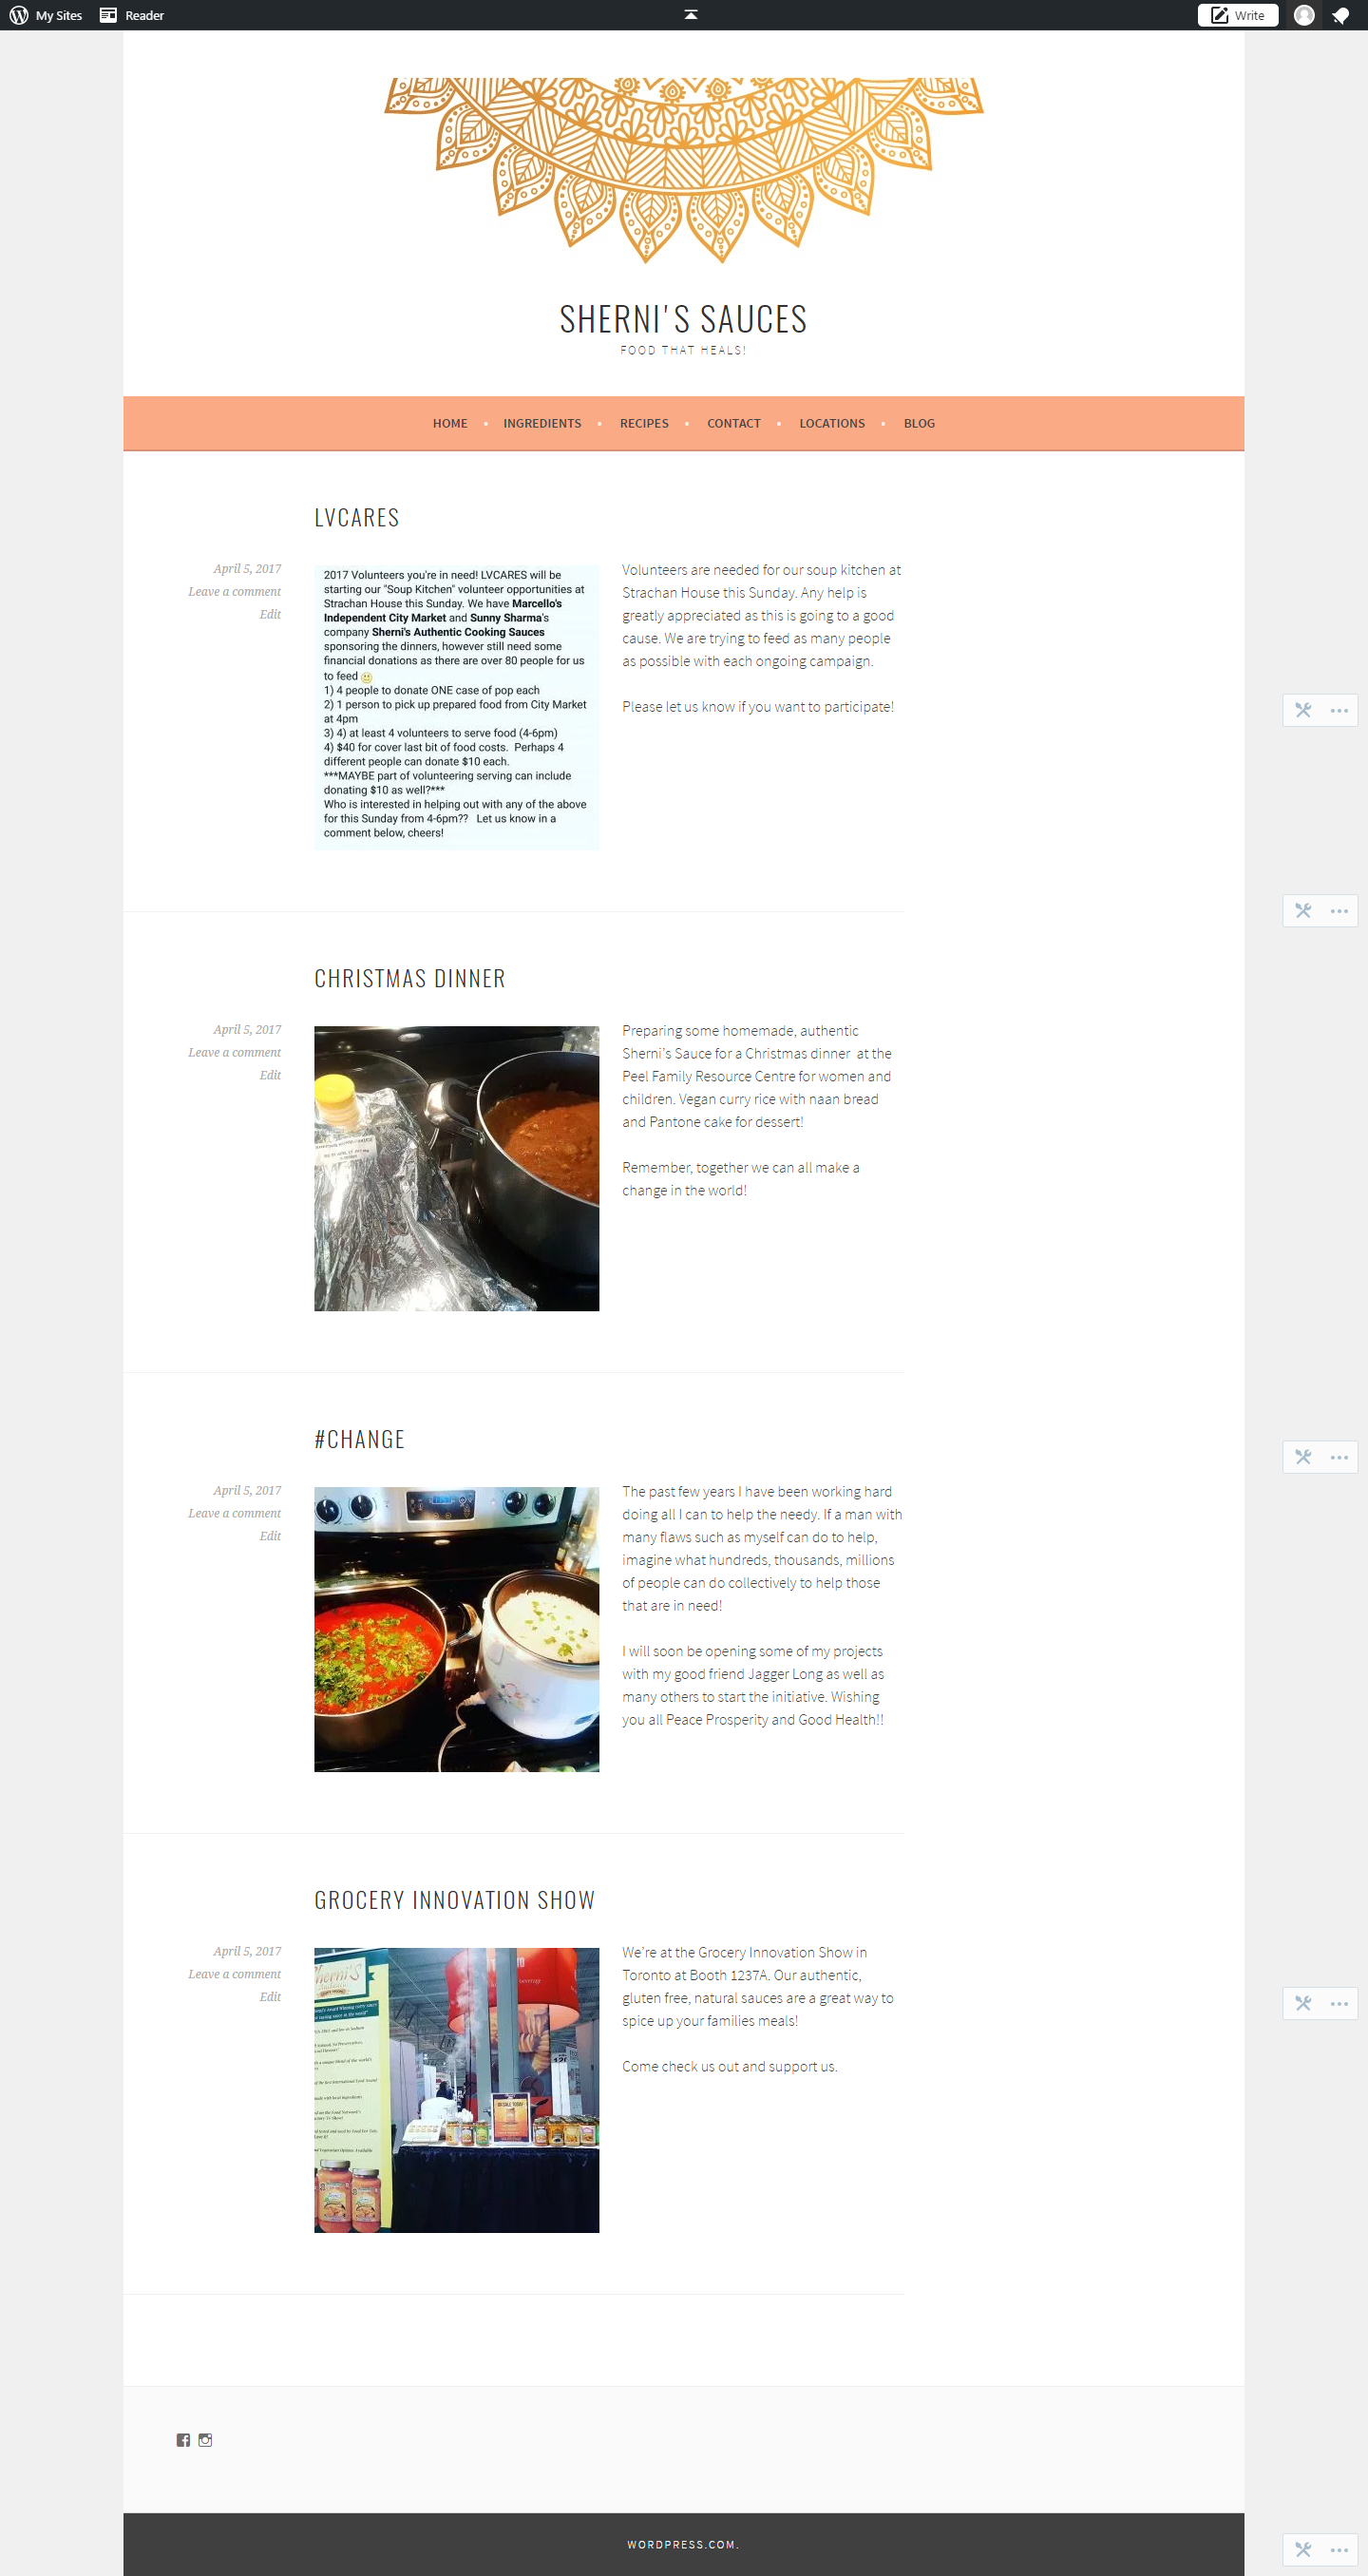 My Sites Reader Write
SHERNI'S SAUCES
FOOD THAT HEALS!
HOME INGREDIENTS RECIPES CONTACT LOCATIONS BLOG
LVCARES
April 5, 2017
Leave a comment
Edit
2017 Volunteers you're in need! LVCARES will be
starting our "Soup Kitchen" volunteer opportunities at
Strachan House this Sunday. We have Marcello's
Independent City Market and Sunny Sharma's
company Sherni's Authentic Cooking Sauces
sponsoring the dinners, however still need some
financial donations as there are over 80 people for us
to feed 🙂
1) 4 people to donate ONE case of pop each
2) 1 person to pick up prepared food from City Market
at 4pm
3) 4) at least 4 volunteers to serve food (4-6pm)
4) $40 for cover last bit of food costs. Perhaps 4
different people can donate $10 each.
***MAYBE part of volunteering serving can include
donating $10 as well?***
Who is interested in helping out with any of the above
for this Sunday from 4-6pm?? Let us know in a
comment below, cheers!
Volunteers are needed for our soup kitchen at
Strachan House this Sunday. Any help is
greatly appreciated as this is going to a good
cause. We are trying to feed as many people
as possible with each ongoing campaign.
Please let us know if you want to participate!
CHRISTMAS DINNER
April 5, 2017
Leave a comment
Edit
Preparing some homemade, authentic
Sherni’s Sauce for a Christmas dinner at the
Peel Family Resource Centre for women and
children. Vegan curry rice with naan bread
and Pantone cake for dessert!
Remember, together we can all make a
change in the world!
#CHANGE
April 5, 2017
Leave a comment
Edit
The past few years I have been working hard
doing all I can to help the needy. If a man with
many flaws such as myself can do to help,
imagine what hundreds, thousands, millions
of people can do collectively to help those
that are in need!
I will soon be opening some of my projects
with my good friend Jagger Long as well as
many others to start the initiative. Wishing
you all Peace Prosperity and Good Health!!
GROCERY INNOVATION SHOW
April 5, 2017
Leave a comment
Edit
We’re at the Grocery Innovation Show in
Toronto at Booth 1237A. Our authentic,
gluten free, natural sauces are a great way to
spice up your families meals!
Come check us out and support us.
WORDPRESS.COM.